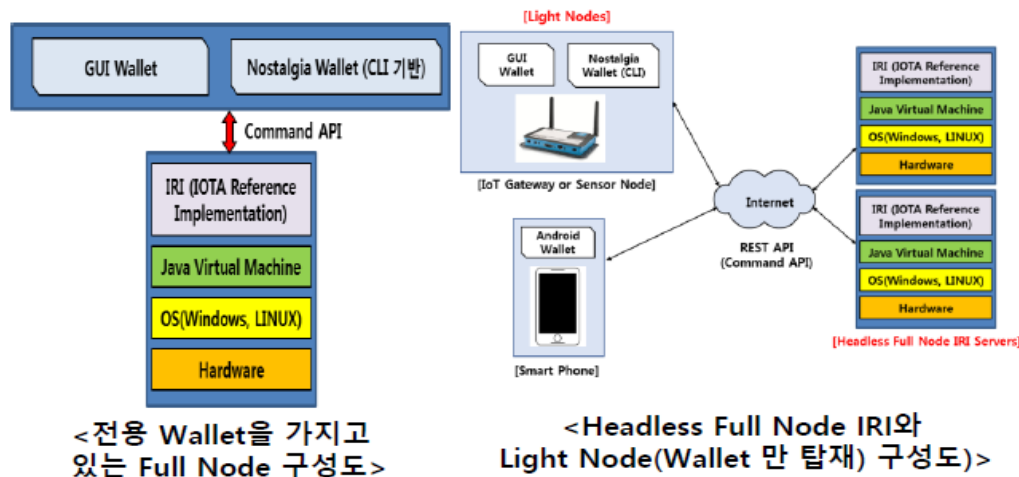 GUI Wallet
Nostalgia Wallet (CLI 기반)
Command API
IRI (IOTA Reference
Implementation)
Java Virtual Machine
OS(Windows, LINUX)
Hardware
<전용 Wallet을 가지고
있는 Full Node 구성도>
[Light Nodes]
GUI
Wallet
Nostalgia
Wallet (CLI)
[IoT Gateway or Sensor Node]
Android
Wallet
[Smart Phone]
Internet
REST API
(Command API)
IRI (IOTA Reference
Implementation)
Java Virtual Machine
OS(Windows, LINUX)
Hardware
IRI (IOTA Reference
Implementation)
Java Virtual Machine
OS(Windows, LINUX)
Hardware
[Headless Full Node IRI Servers]
<Headless Full Node IRI와
Light Node(Wallet 만 탑재) 구성도)>